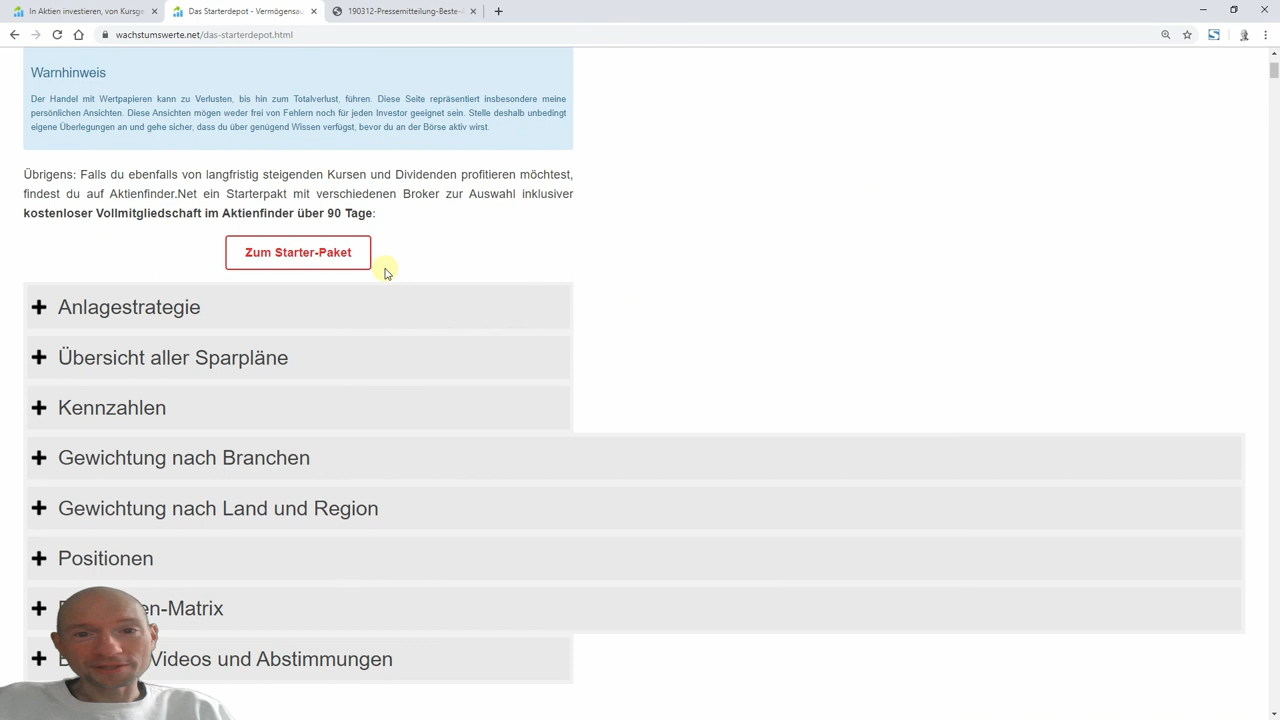 In Aktien investieren, von Kursge
Das Starterdepot - Vermögensau
190312-Pressemitteilung-Beste-A
wachstumswerte.net/das-starterdepot.html
Warnhinweis
Der Handel mit Wertpapieren kann zu Verlusten, bis hin zum Totalverlust, führen. Diese Seite repräsentiert insbesondere meine
persönlichen Ansichten. Diese Ansichten mögen weder frei von Fehlern noch für jeden Investor geeignet sein. Stelle deshalb unbedingt
eigene Überlegungen an und gehe sicher, dass du über genügend Wissen verfügst, bevor du an der Börse aktiv wirst.
Übrigens: Falls du ebenfalls von langfristig steigenden Kursen und Dividenden profitieren möchtest,
findest du auf Aktienfinder.Net ein Starterpakt mit verschiedenen Broker zur Auswahl inklusiver
kostenloser Vollmitgliedschaft im Aktienfinder über 90 Tage:
Zum Starter-Paket
Anlagestrategie
Übersicht aller Sparpläne
Kennzahlen
Gewichtung nach Branchen
Gewichtung nach Land und Region
Positionen
en-Matrix
Videos und Abstimmungen